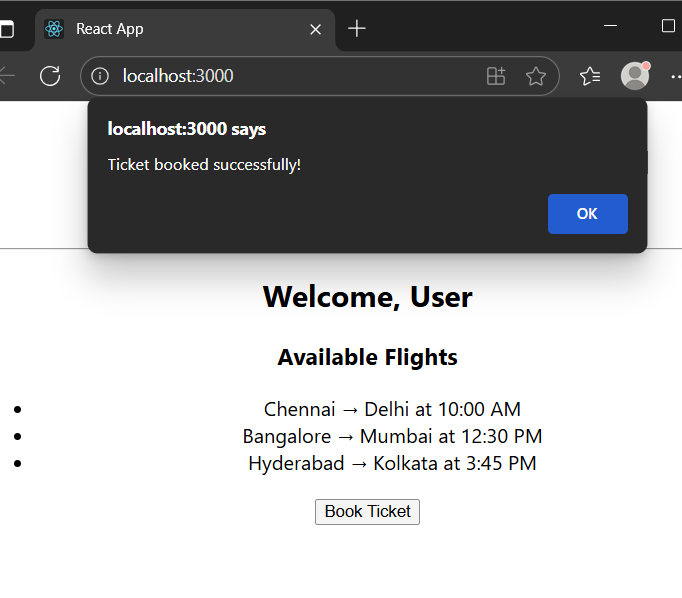 React App
localhost:3000
localhost:3000 says
Ticket booked successfully!
OK
Welcome, User
Available Flights
Chennai → Delhi at 10:00 AM
Bangalore → Mumbai at 12:30 PM
Hyderabad → Kolkata at 3:45 PM
Book Ticket